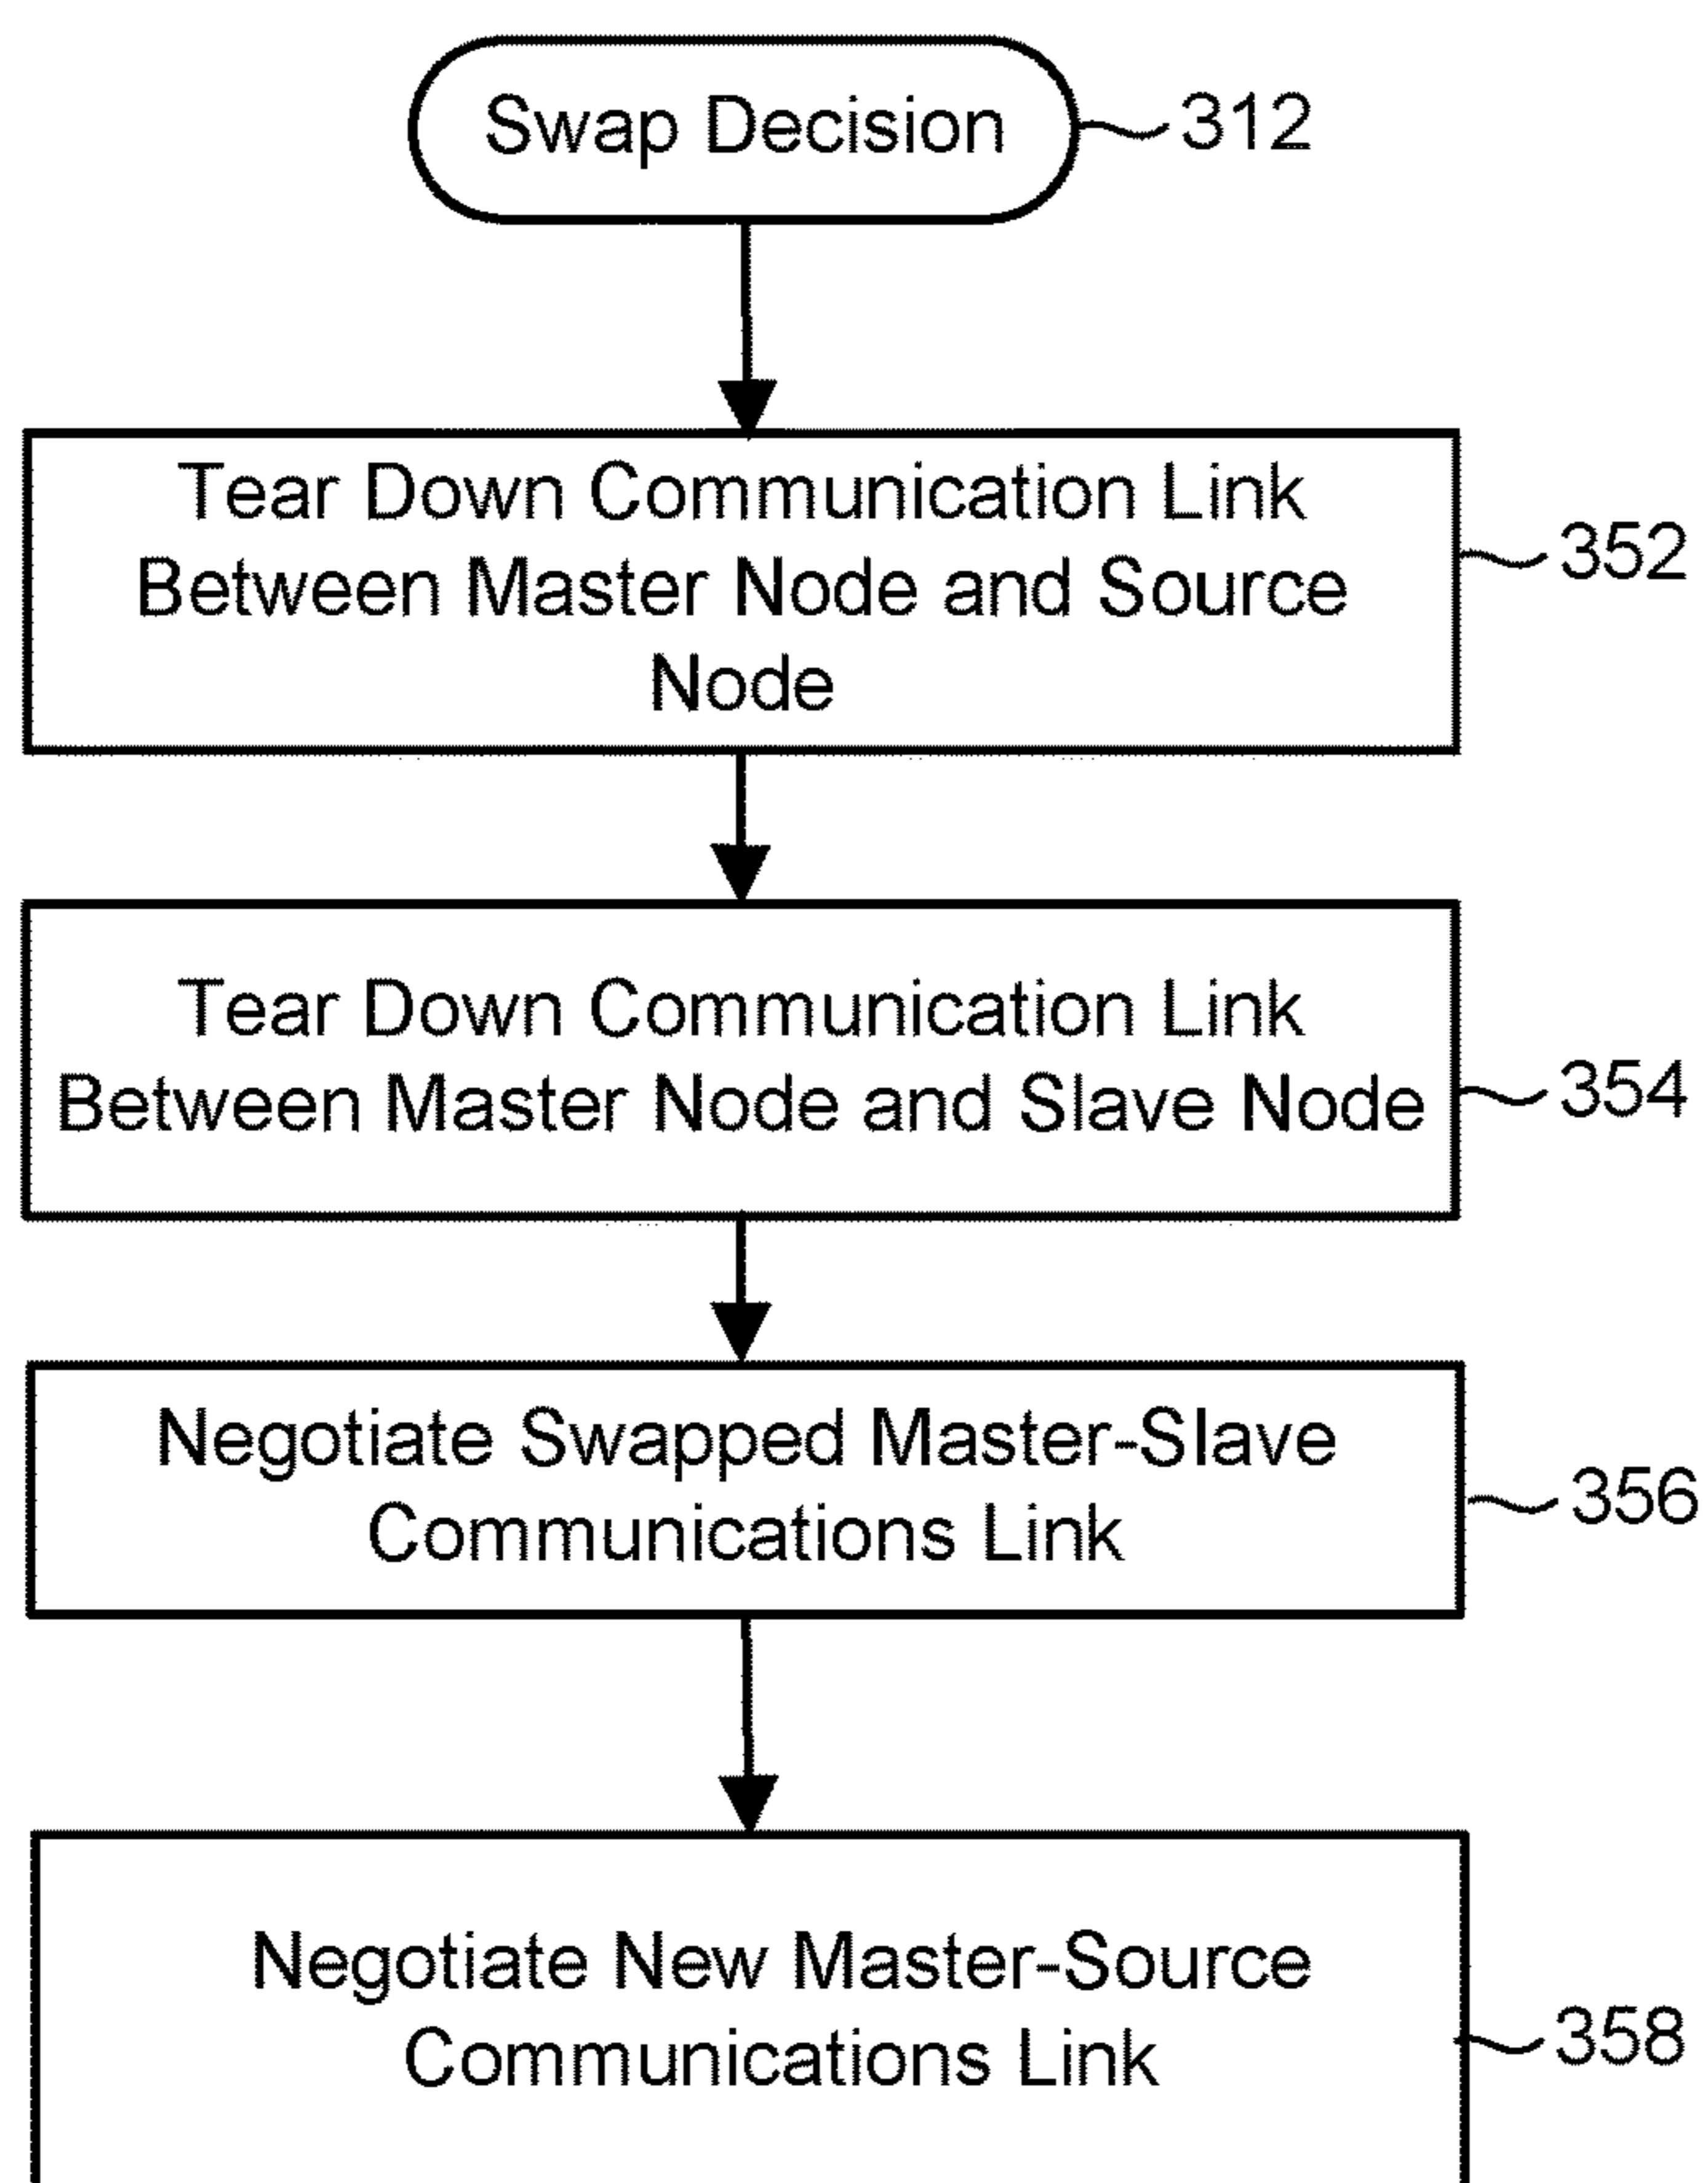 Swap Decision
312
Tear Down Communication Link
Between Master Node and Source
Node
352
Tear Down Communication Link
Between Master Node and Slave Node
354
Negotiate Swapped Master-Slave
Communications Link
356
Negotiate New Master-Source
Communications Link
358